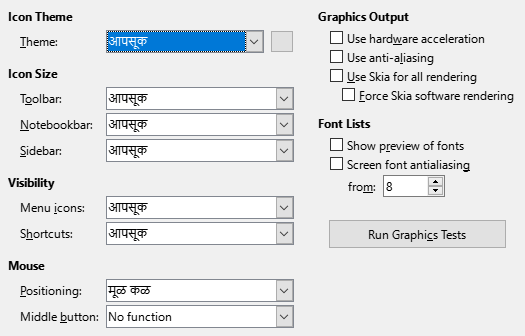 Icon Theme
Theme: आपसूक
Icon Size
Toolbar: आपसूक
Notebookbar: आपसूक
Sidebar: आपसूक
Visibility
Menu icons: आपसूक
Shortcuts: आपसूक
Mouse
Positioning: मूळ कळ
Middle button: No function
Graphics Output
Use hardware acceleration
Use anti-aliasing
Use Skia for all rendering
Force Skia software rendering
Font Lists
Show preview of fonts
Screen font antialiasing
from: 8
Run Graphics Tests